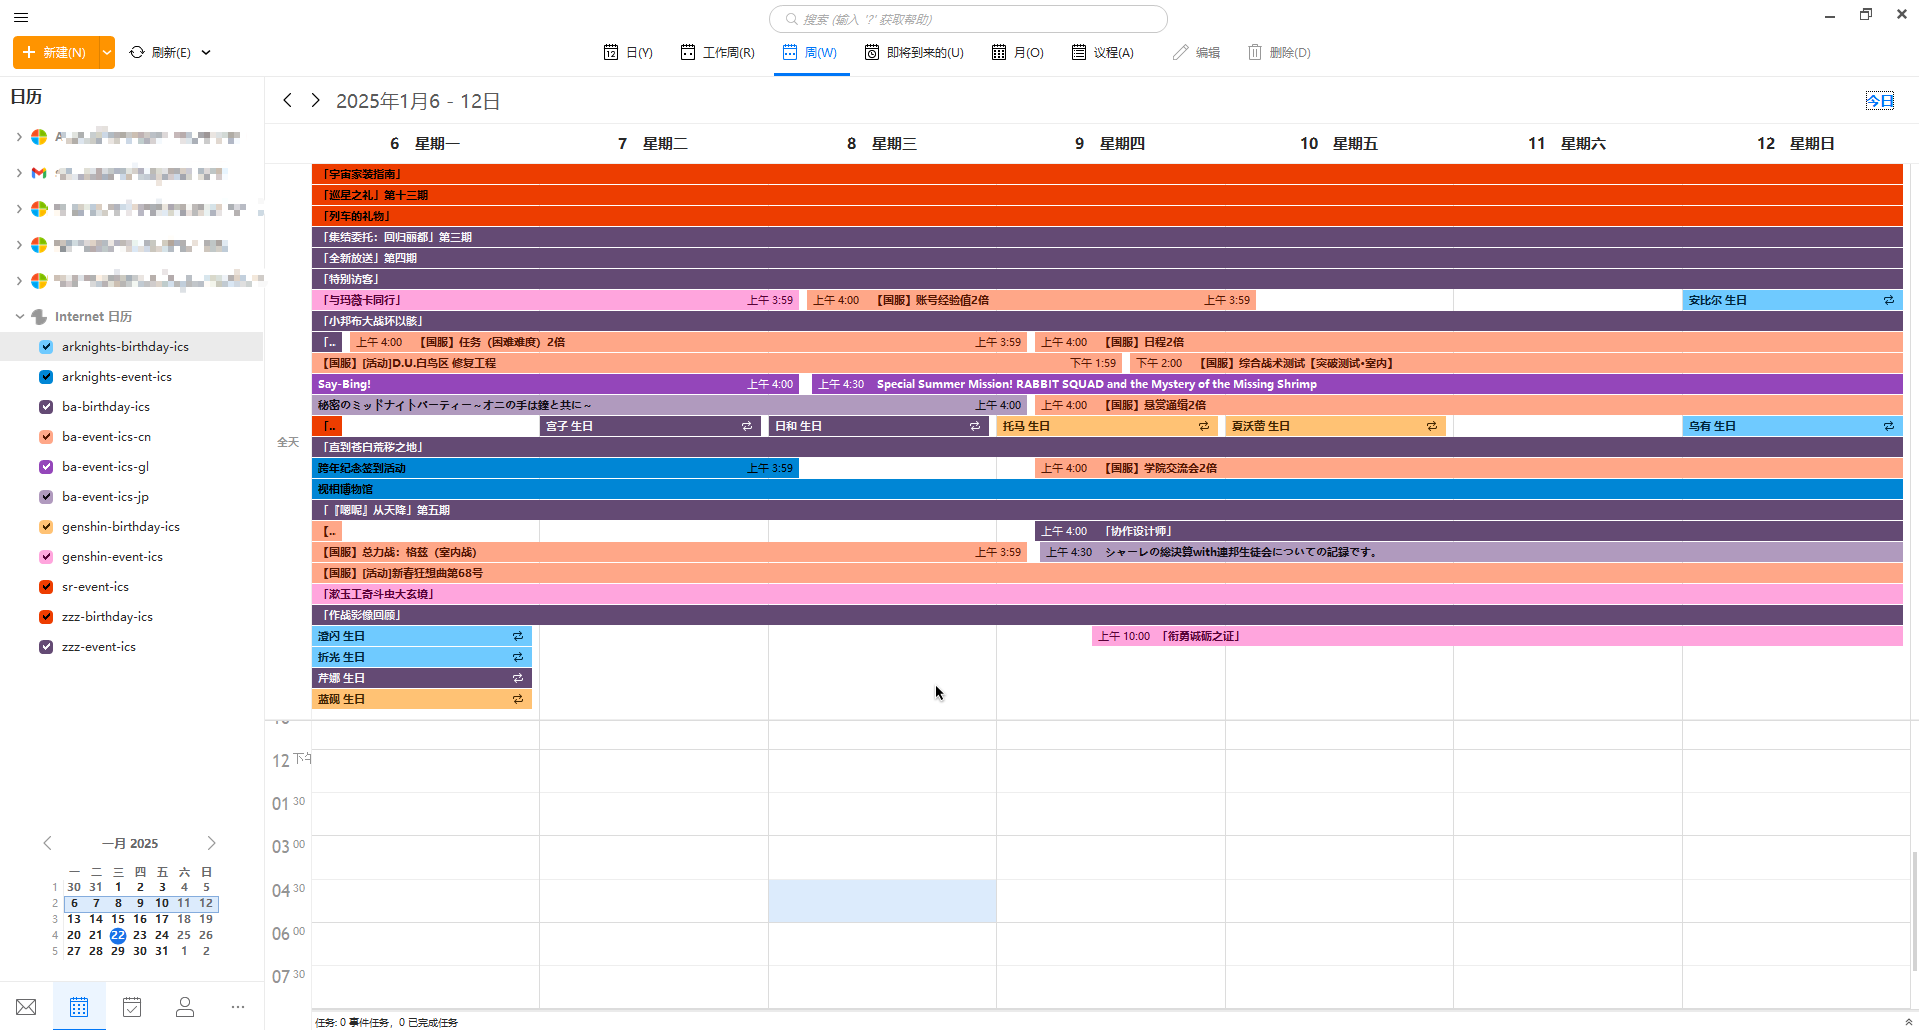 搜索 (输入 '?' 获取帮助)
新建(N)
刷新(E)
日(Y)
工作周(R)
周(W)
即将到来的(U)
月(O)
议程(A)
编辑
删除(D)
日历
2025年1月6 - 12日
今日
6 星期一
7 星期二
8 星期三
9 星期四
10 星期五
11 星期六
12 星期日
Internet 日历
arknights-birthday-ics
arknights-event-ics
ba-birthday-ics
ba-event-ics-cn
ba-event-ics-gl
ba-event-ics-jp
genshin-birthday-ics
genshin-event-ics
sr-event-ics
zzz-birthday-ics
zzz-event-ics
全天
「宇宙家装指南」
「巡星之礼」第十三期
「列车的礼物」
「集结委托：回归丽都」第三期
「全新放送」第四期
「特别访客」
「与玛薇卡同行」 上午 3:59
上午 4:00 【国服】账号经验值2倍 上午 3:59
安比尔 生日
「小邦布大战坏以骸」
「..
上午 4:00 【国服】任务（困难难度）2倍 上午 3:59
上午 4:00 【国服】日程2倍
【国服】[活动]D.U.白鸟区 修复工程 下午 1:59
下午 2:00 【国服】综合战术测试【突破测试•室内】
Say-Bing! 上午 4:00
上午 4:30 Special Summer Mission! RABBIT SQUAD and the Mystery of the Missing Shrimp
秘密のミッドナイトパーティー～オニの手は鐘と共に～ 上午 4:00
上午 4:00 【国服】悬赏通缉2倍
「..
宫子 生日
日和 生日
托马 生日
夏沃蕾 生日
乌有 生日
「直到苍白荒秽之地」
跨年纪念签到活动 上午 3:59
上午 4:00 【国服】学院交流会2倍
视相博物馆
「『嗯呢』从天降」第五期
【..
上午 4:00 「协作设计师」
【国服】总力战：格兹（室内战） 上午 3:59
上午 4:30 シャーレの総決算with連邦生徒会についての記録です。
【国服】[活动]新春狂想曲第68号
「漱玉工奇斗虫大玄境」
「作战影像回顾」
澄闪 生日
上午 10:00 「衔勇诚砺之证」
折光 生日
芹娜 生日
蓝砚 生日
12 下午
01 30
03 00
04 30
06 00
07 30
一月 2025
一 二 三 四 五 六 日
1 30 31 1 2 3 4 5
2 6 7 8 9 10 11 12
3 13 14 15 16 17 18 19
4 20 21 22 23 24 25 26
5 27 28 29 30 31 1 2
任务: 0 事件任务，0 已完成任务